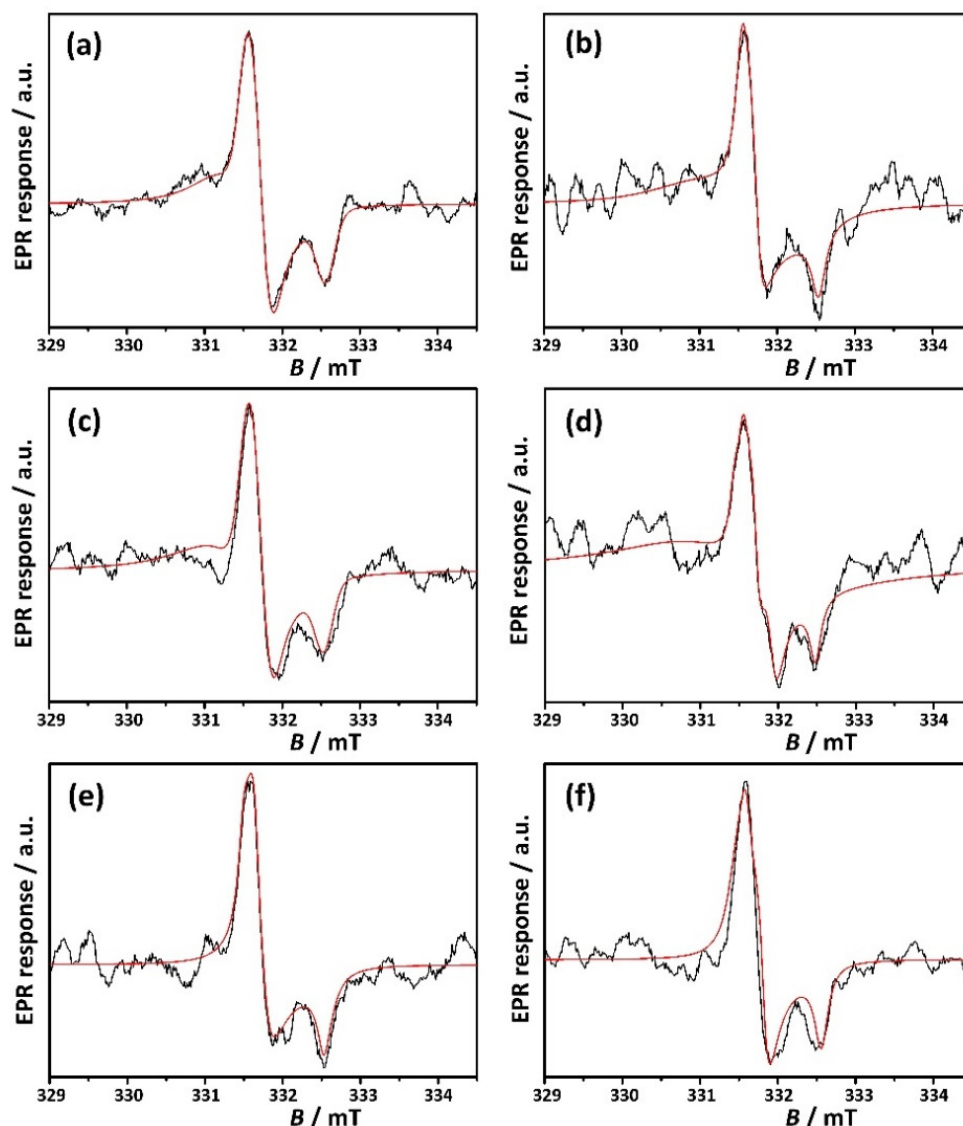 (a)
EPR response / a.u.
329 330 331 332 333 334
B / mT
(b)
EPR response / a.u.
329 330 331 332 333 334
B / mT
(c)
EPR response / a.u.
329 330 331 332 333 334
B / mT
(d)
EPR response / a.u.
329 330 331 332 333 334
B / mT
(e)
EPR response / a.u.
329 330 331 332 333 334
B / mT
(f)
EPR response / a.u.
329 330 331 332 333 334
B / mT